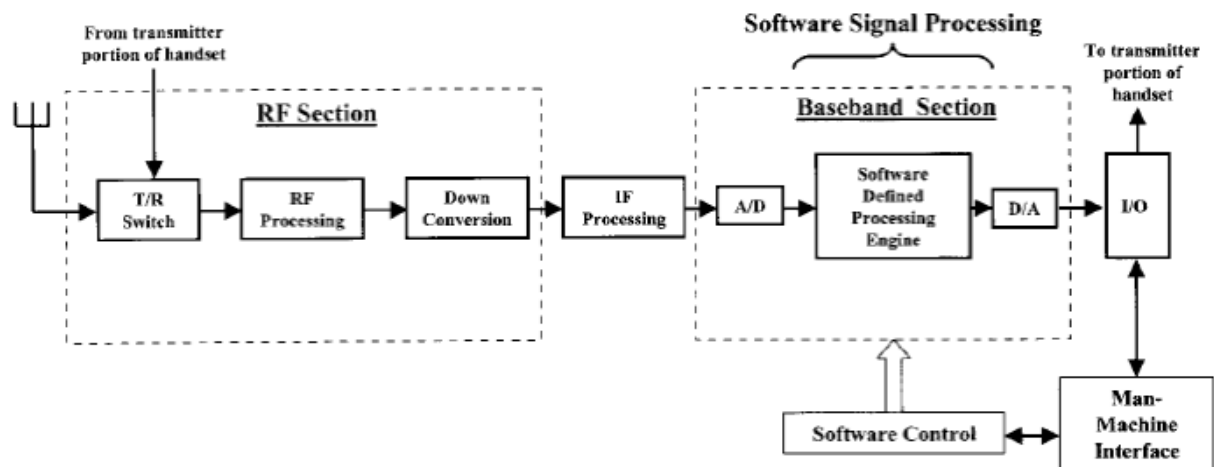 From transmitter
portion of handset
Software Signal Processing
To transmitter
portion of
handset
RF Section
Baseband Section
T/R
Switch
RF
Processing
Down
Conversion
IF
Processing
A/D
Software
Defined
Processing
Engine
D/A
I/O
Software Control
Man-
Machine
Interface